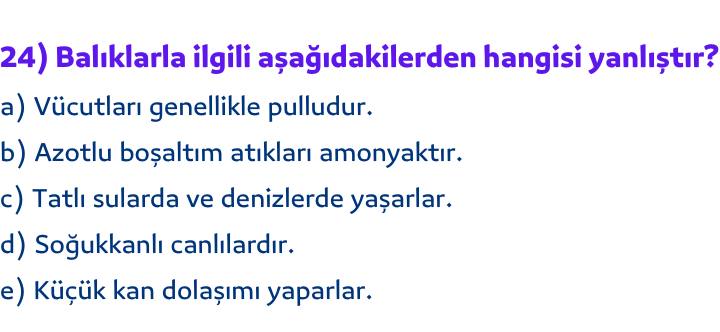 24) Balıklarla ilgili aşağıdakilerden hangisi yanlıştır?
a) Vücutları genellikle pulludur.
b) Azotlu boşaltım atıkları amonyaktır.
c) Tatlı sularda ve denizlerde yaşarlar.
d) Soğukkanlı canlılardır.
e) Küçük kan dolaşımı yaparlar.